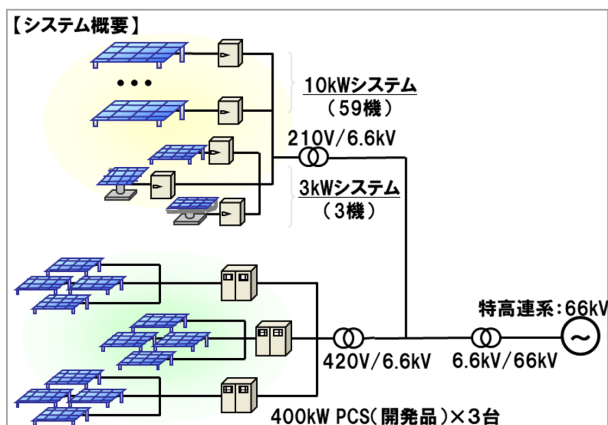 【システム概要】
10kWシステム
(59機)
210V/6.6kV
3kWシステム
(3機)
特高連系:66kV
420V/6.6kV
6.6kV/66kV
400kW PCS(開発品)×3台